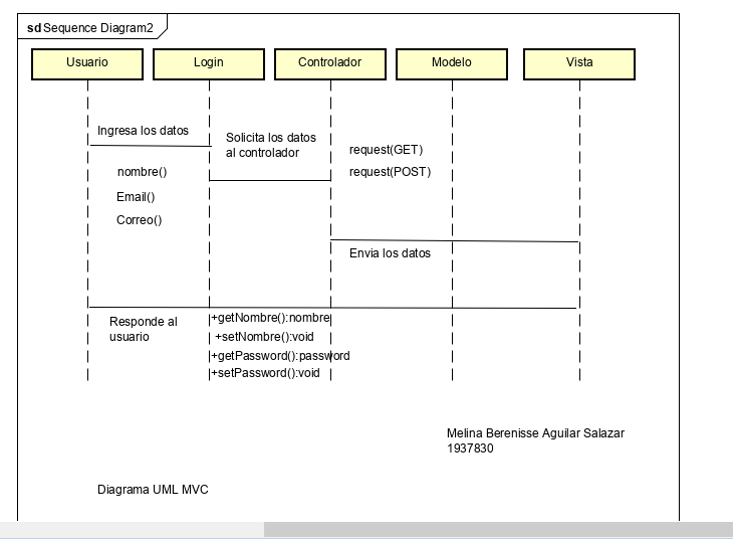 sd Sequence Diagram2
Usuario
Login
Controlador
Modelo
Vista
Ingresa los datos
Solicita los datos
al controlador
request(GET)
request(POST)
nombre()
Email()
Correo()
Envia los datos
Responde al
usuario
+getNombre():nombre
+setNombre():void
+getPassword():password
+setPassword():void
Melina Berenisse Aguilar Salazar
1937830
Diagrama UML MVC